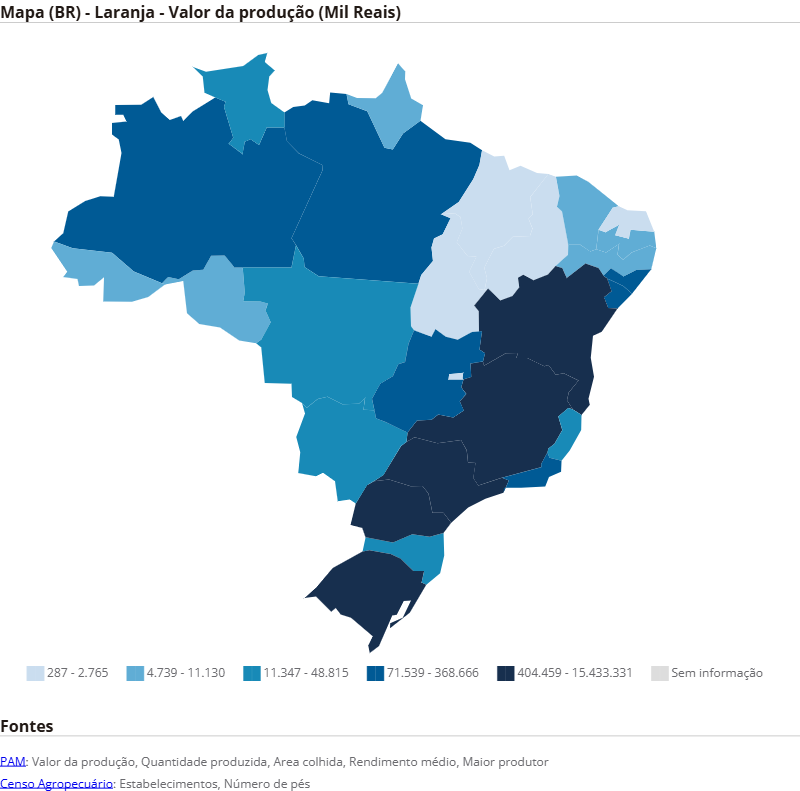 Mapa (BR) - Laranja - Valor da produção (Mil Reais)
287 - 2.765 4.739 - 11.130 11.347 - 48.815 71.539 - 368.666 404.459 - 15.433.331 Sem informação
Fontes
PAM: Valor da produção, Quantidade produzida, Area colhida, Rendimento médio, Maior produtor
Censo Agropecuário: Estabelecimentos, Número de pés